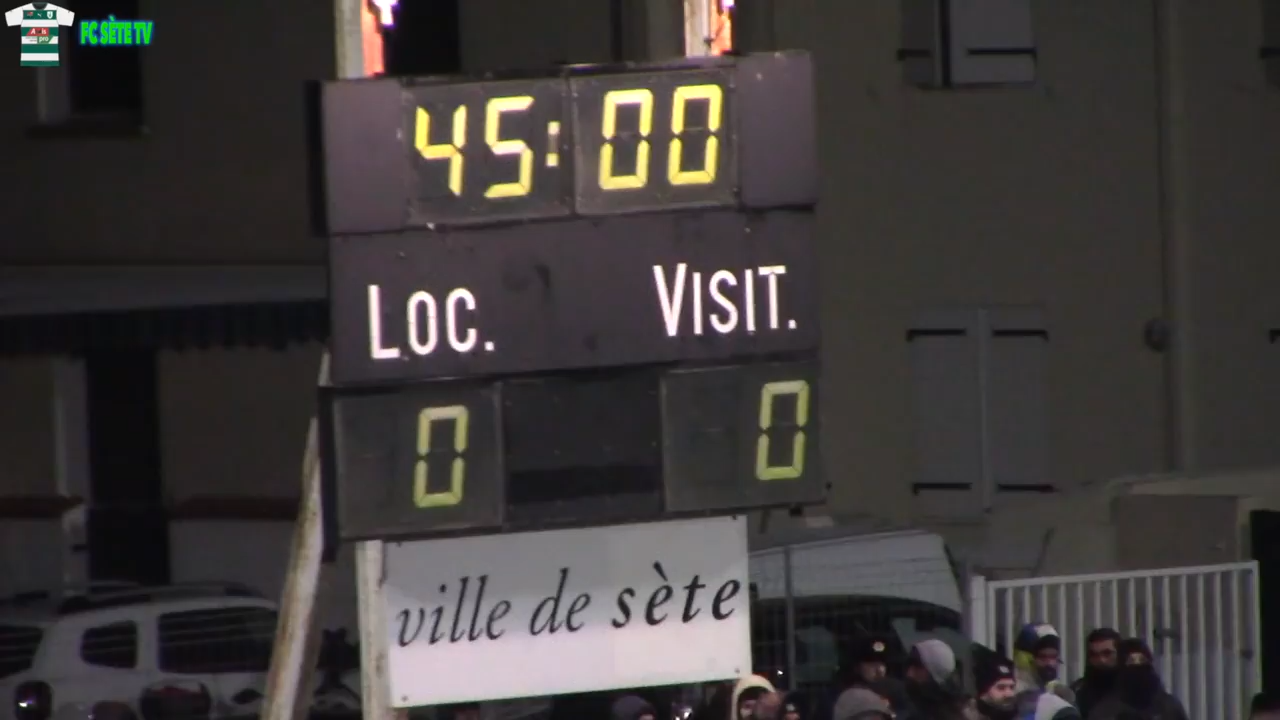 FC SÈTE TV
45:00
LOC. VISIT.
0 0
ville de sète